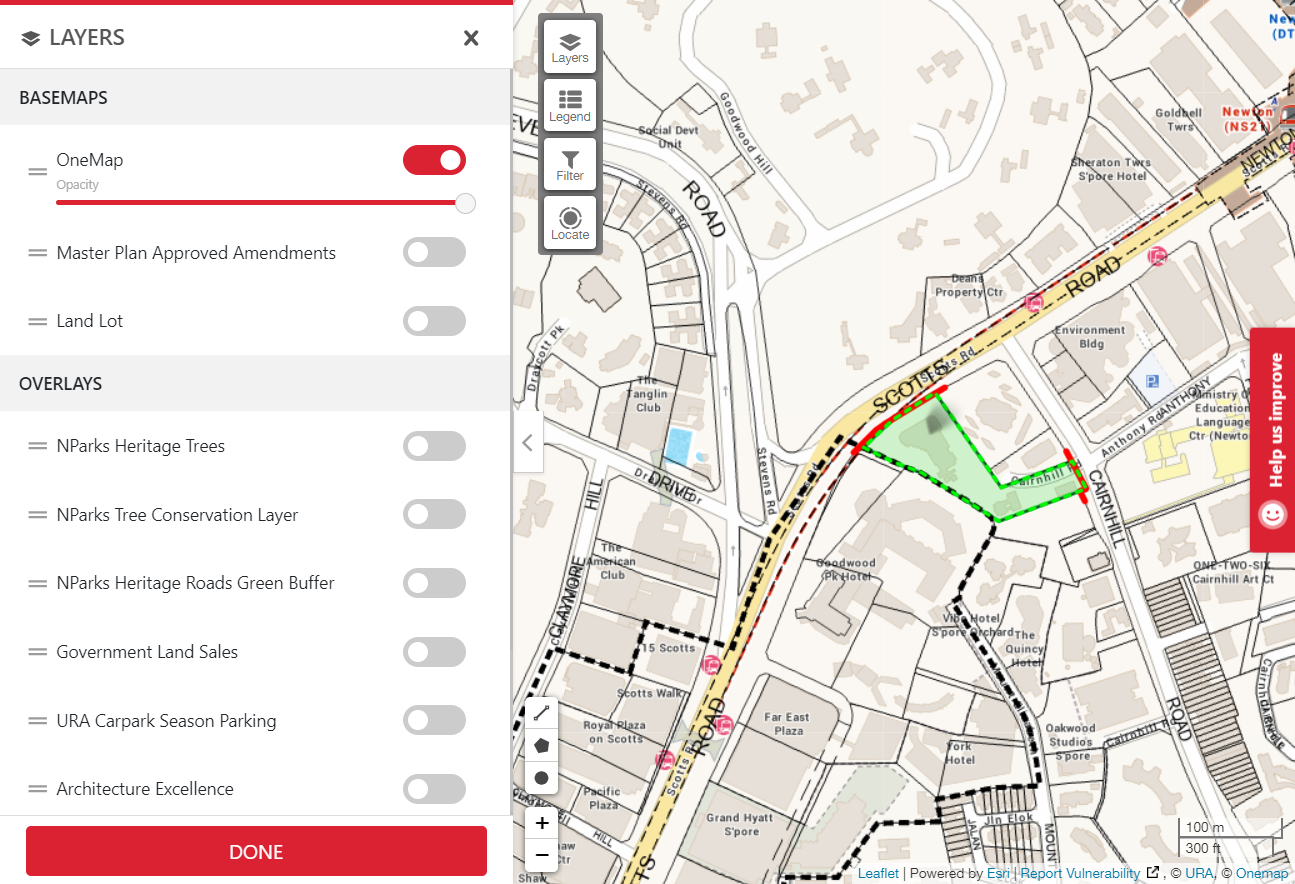 LAYERS
BASEMAPS
OneMap
Opacity
Master Plan Approved Amendments
Land Lot
OVERLAYS
NParks Heritage Trees
NParks Tree Conservation Layer
NParks Heritage Roads Green Buffer
Government Land Sales
URA Carpark Season Parking
Architecture Excellence
DONE
Layers
Legend
Filter
Locate
Goodwood Hill
Social Devt
Unit
Stevens Rd
ROAD
Goldbell
Twrs
Newton
(NS21)
Sheraton Twrs
S'pore Hotel
NEWTON
Deans
Property Ctr
ROAD
Environment
Bldg
Draycott Pk
Scotts Rd
SCOTTS
The
Tanglin
Club
P
ANTHONY
Anthony Rd
Ministry O
Education
Language
Ctr (Newto
Help us improve
Cairnhill Rd
CAIRNHILL
DRIVE
Stevens Rd
HILL
The
American
Club
Goodwood
Pk Hotel
ONE-TWO-SIX
Cairnhill Art Ct
CLAYMORE
Vibe Hotel
S'pore Orchard
The
Quincy
Hotel
15 Scotts
Scotts Walk
Royal Plaza
on Scotts
ROAD
Scotts Rd
Far East
Plaza
York
Hotel
Oakwood
Studios
S'pore
Cairnhill Rd
ROAD
Pacific
Plaza
Grand Hyatt
S'pore
HILL
Jln Elok
JALAN
MOUNT
Shaw
100 m
300 ft
+
−
Leaflet | Powered by Esri | Report Vulnerability , © URA, © Onemap